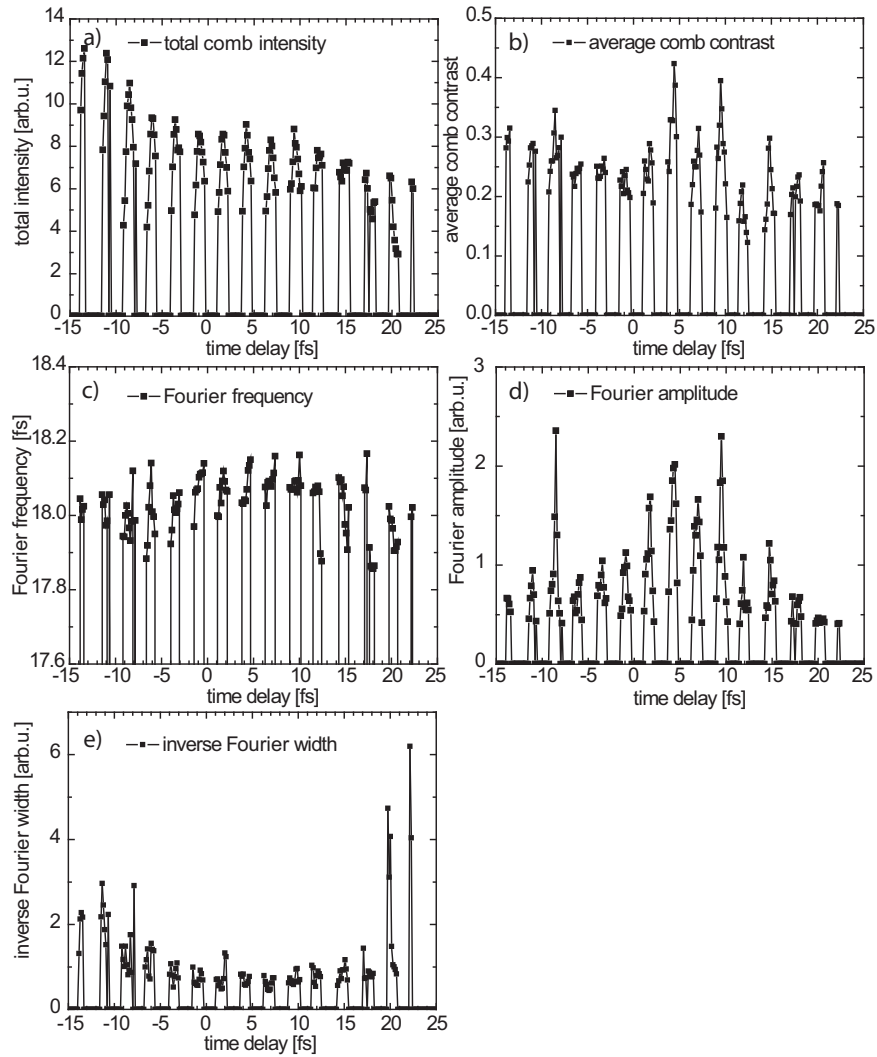 a)
total comb intensity
total intensity [arb.u.]
14
12
10
8
6
4
2
0
-15 -10 -5 0 5 10 15 20 25
time delay [fs]
b)
average comb contrast
average comb contrast
0.5
0.4
0.3
0.2
0.1
0.0
-15 -10 -5 0 5 10 15 20 25
time delay [fs]
c)
Fourier frequency
Fourier frequency [fs]
18.4
18.2
18.0
17.8
17.6
-15 -10 -5 0 5 10 15 20 25
time delay [fs]
d)
Fourier amplitude
Fourier amplitude [arb.u.]
3
2
1
0
-15 -10 -5 0 5 10 15 20 25
time delay [fs]
e)
inverse Fourier width
inverse Fourier width [arb.u.]
6
4
2
0
-15 -10 -5 0 5 10 15 20 25
time delay [fs]